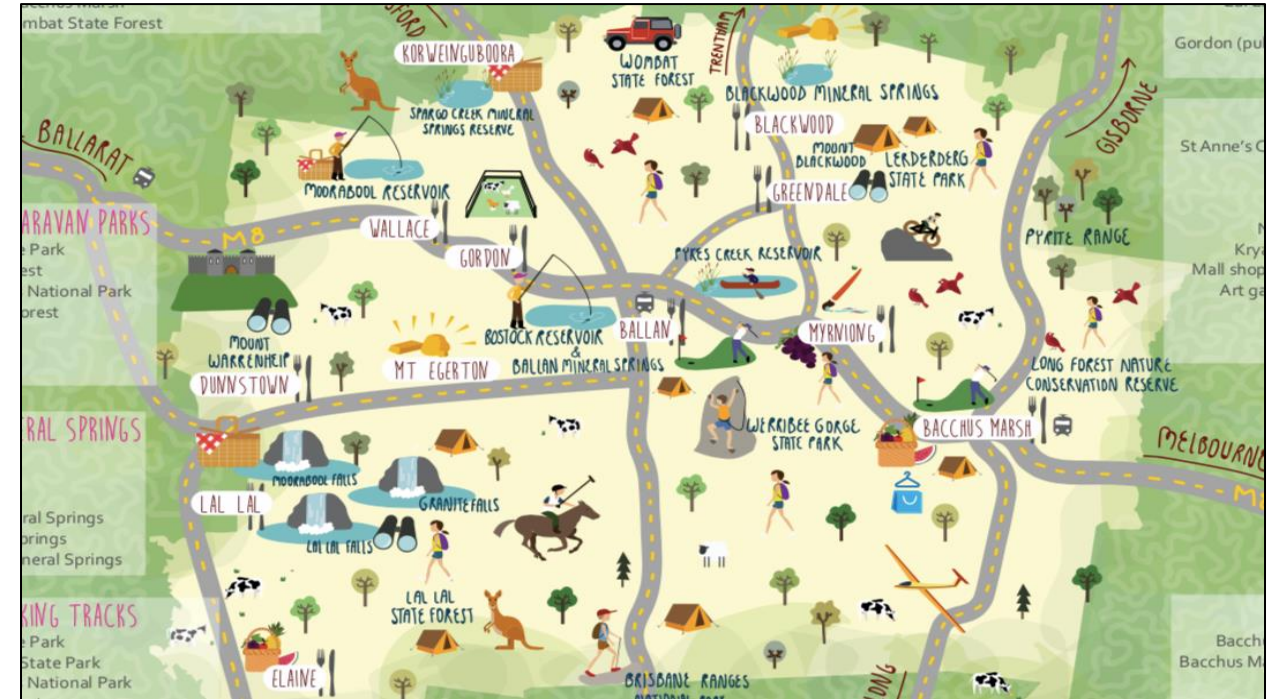 mbat State Forest
KORWEINGUBOORA
WOMBAT
STATE FOREST
TRENTHAM
Gordon (pu
SPARGO CREEK MINERAL
SPRINGS RESERVE
BLACKWOOD MINERAL SPRINGS
BLACKWOOD
GISBORNE
BALLARAT
MOUNT
BLACKWOOD
LERDERDERG
STATE PARK
St Anne's C
MOORABOOL RESERVOIR
GREENDALE
ARAVAN PARKS
WALLACE
M8
PYRITE RANGE
e Park
est
National Park
orest
GORDON
PYKES CREEK RESERVOIR
Krya
Mall shop
Art ga
BOSTOCK RESERVOIR
&
BALLAN MINERAL SPRINGS
BALLAN
MYRNIONG
MOUNT
WARRENHEIP
DUNNSTOWN
MT EGERTON
LONG FOREST NATURE
CONSERVATION RESERVE
RAL SPRINGS
WERRIBEE GORGE
STATE PARK
BACCHUS MARSH
MELBOURNE
M8
MOORABOOL FALLS
GRANITE FALLS
LAL LAL
LAL LAL FALLS
ral Springs
prings
neral Springs
KING TRACKS
LAL LAL
STATE FOREST
e Park
State Park
National Park
ELAINE
BRISBANE RANGES
NATIONAL PARK
Bacchu
Bacchus Ma